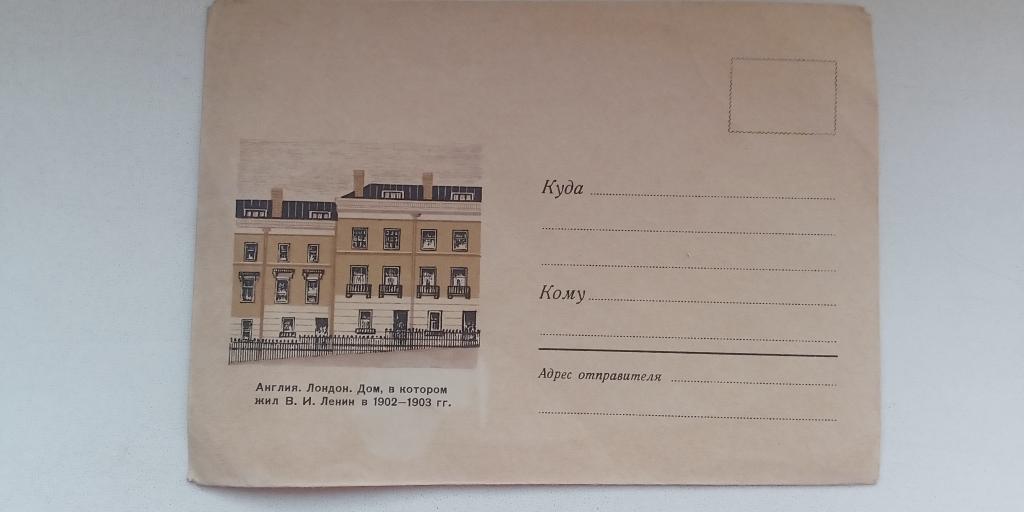 Англия. Лондон. Дом, в котором
жил В. И. Ленин в 1902—1903 гг.
Куда
Кому
Адрес отправителя